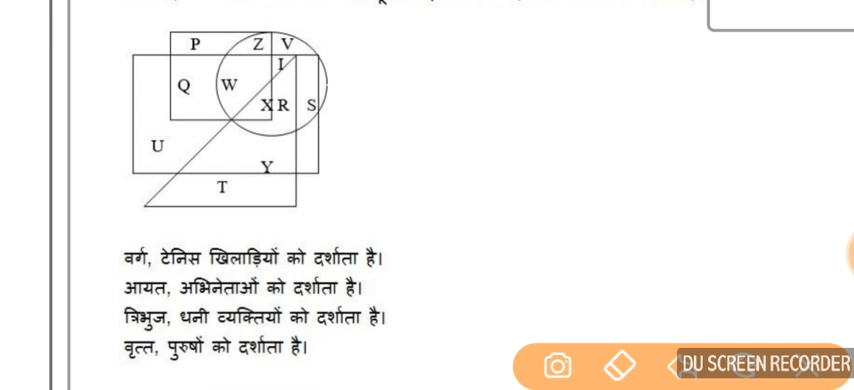 P Z V
I
Q W
X R S
U
Y
T
वर्ग, टेनिस खिलाड़ियों को दर्शाता है।
आयत, अभिनेताओं को दर्शाता है।
त्रिभुज, धनी व्यक्तियों को दर्शाता है।
वृत्त, पुरुषों को दर्शाता है।
DU SCREEN RECORDER